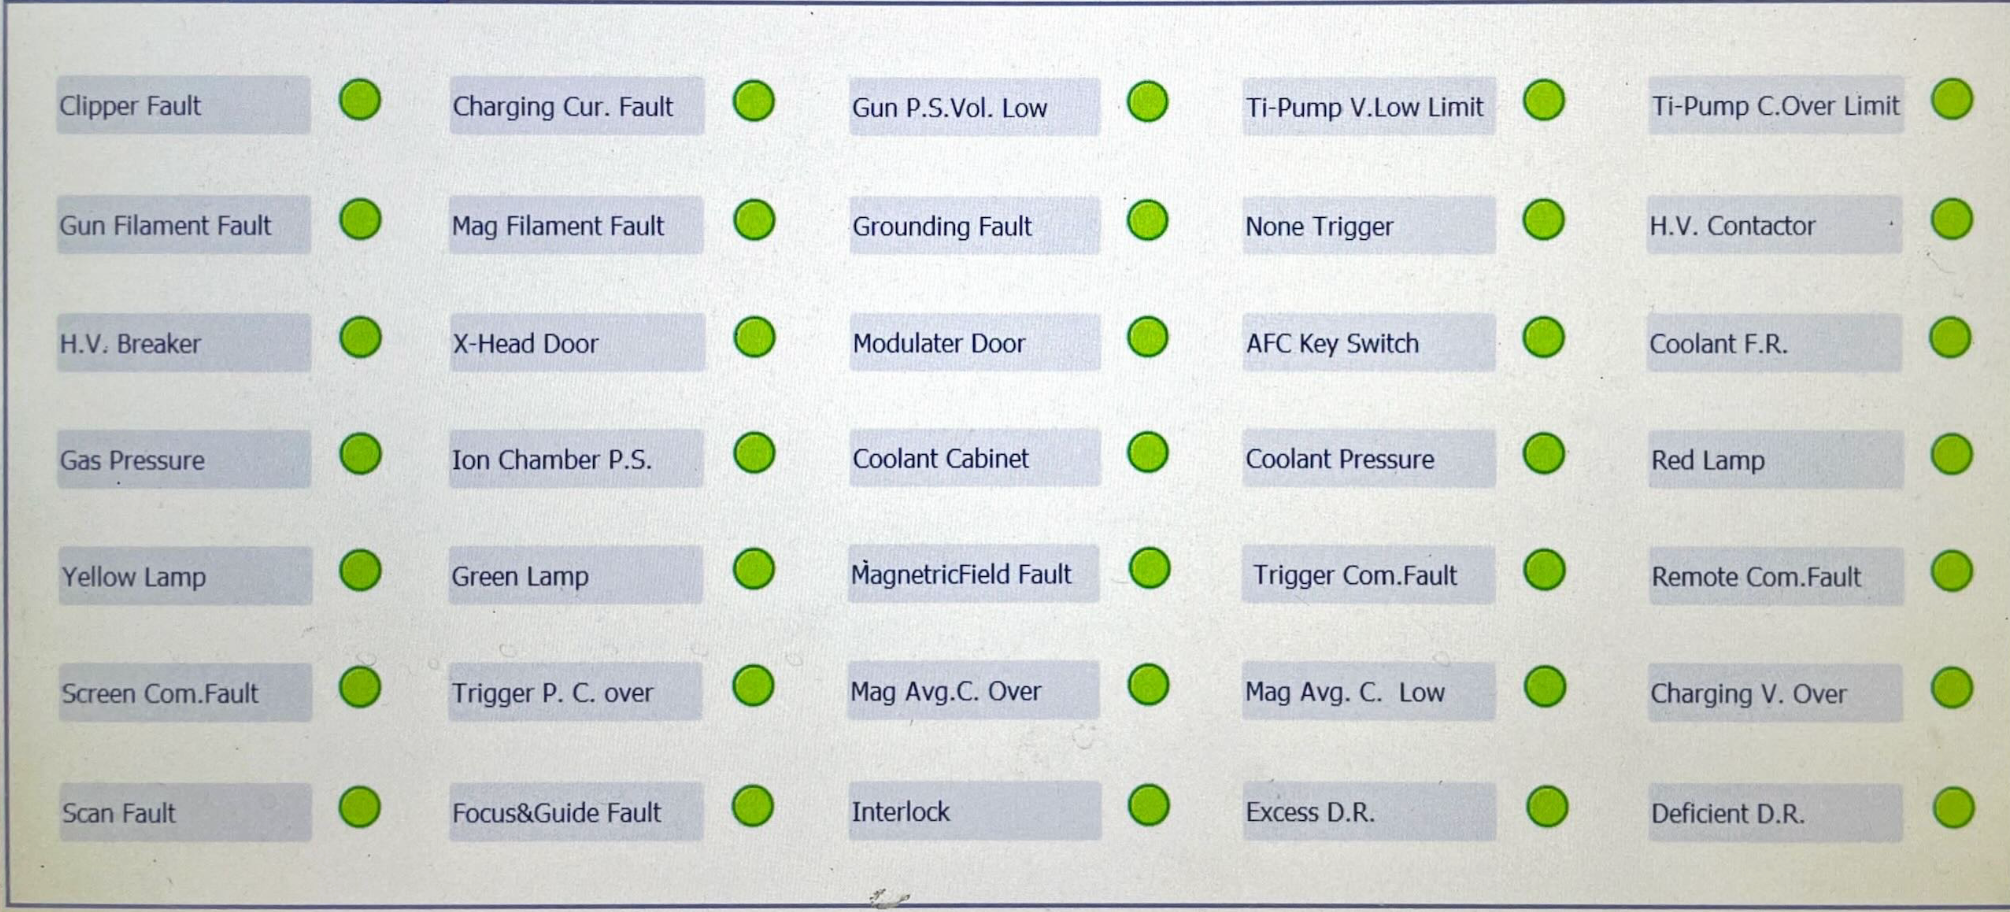 Clipper Fault
Charging Cur. Fault
Gun P.S.Vol. Low
Ti-Pump V.Low Limit
Ti-Pump C.Over Limit
Gun Filament Fault
Mag Filament Fault
Grounding Fault
None Trigger
H.V. Contactor
H.V. Breaker
X-Head Door
Modulater Door
AFC Key Switch
Coolant F.R.
Gas Pressure
Ion Chamber P.S.
Coolant Cabinet
Coolant Pressure
Red Lamp
Yellow Lamp
Green Lamp
MagnetricField Fault
Trigger Com.Fault
Remote Com.Fault
Screen Com.Fault
Trigger P. C. over
Mag Avg.C. Over
Mag Avg. C. Low
Charging V. Over
Scan Fault
Focus&Guide Fault
Interlock
Excess D.R.
Deficient D.R.